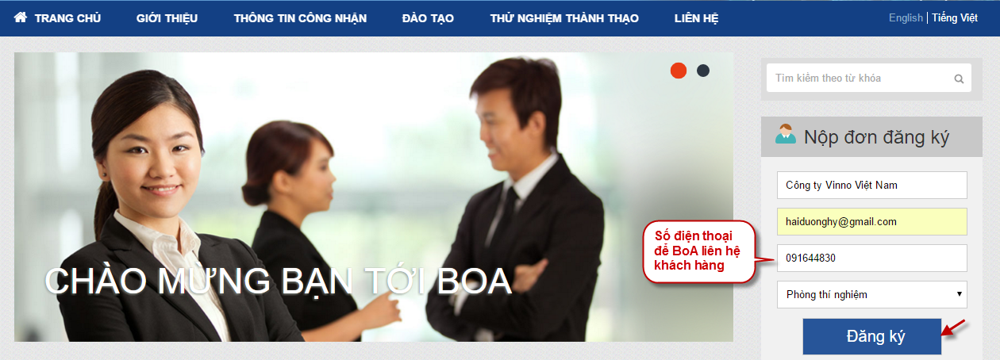 TRANG CHỦ GIỚI THIỆU THÔNG TIN CÔNG NHẬN ĐÀO TẠO THỬ NGHIỆM THÀNH THẠO LIÊN HỆ English | Tiếng Việt
Tìm kiếm theo từ khóa
Nộp đơn đăng ký
Công ty Vinno Việt Nam
haiduonghy@gmail.com
Số điện thoại
để BoA liên hệ
khách hàng
091644830
CHÀO MỪNG BẠN TỚI BOA
Phòng thí nghiệm
Đăng ký